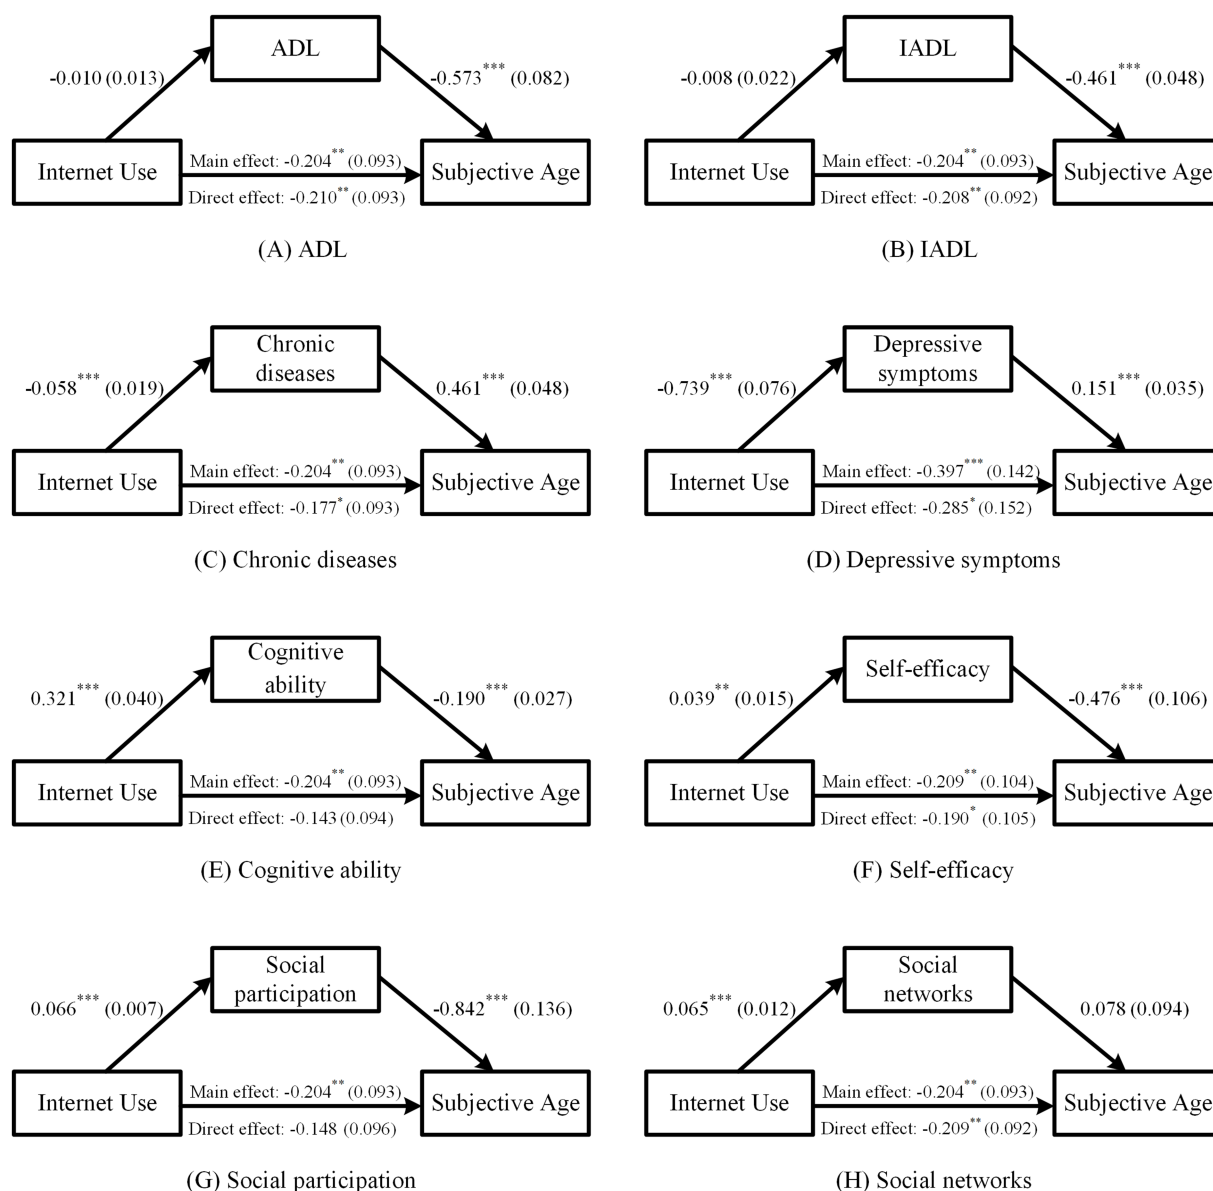 ADL
-0.010 (0.013)
-0.573*** (0.082)
Internet Use
Main effect: -0.204** (0.093)
Direct effect: -0.210** (0.093)
Subjective Age
(A) ADL
IADL
-0.008 (0.022)
-0.461*** (0.048)
Internet Use
Main effect: -0.204** (0.093)
Direct effect: -0.208** (0.092)
Subjective Age
(B) IADL
Chronic
diseases
-0.058*** (0.019)
0.461*** (0.048)
Internet Use
Main effect: -0.204** (0.093)
Direct effect: -0.177* (0.093)
Subjective Age
(C) Chronic diseases
Depressive
symptoms
-0.739*** (0.076)
0.151*** (0.035)
Internet Use
Main effect: -0.397*** (0.142)
Direct effect: -0.285* (0.152)
Subjective Age
(D) Depressive symptoms
Cognitive
ability
0.321*** (0.040)
-0.190*** (0.027)
Internet Use
Main effect: -0.204** (0.093)
Direct effect: -0.143 (0.094)
Subjective Age
(E) Cognitive ability
Self-efficacy
0.039** (0.015)
-0.476*** (0.106)
Internet Use
Main effect: -0.209** (0.104)
Direct effect: -0.190* (0.105)
Subjective Age
(F) Self-efficacy
Social
participation
0.066*** (0.007)
-0.842*** (0.136)
Internet Use
Main effect: -0.204** (0.093)
Direct effect: -0.148 (0.096)
Subjective Age
(G) Social participation
Social
networks
0.065*** (0.012)
0.078 (0.094)
Internet Use
Main effect: -0.204** (0.093)
Direct effect: -0.209** (0.092)
Subjective Age
(H) Social networks